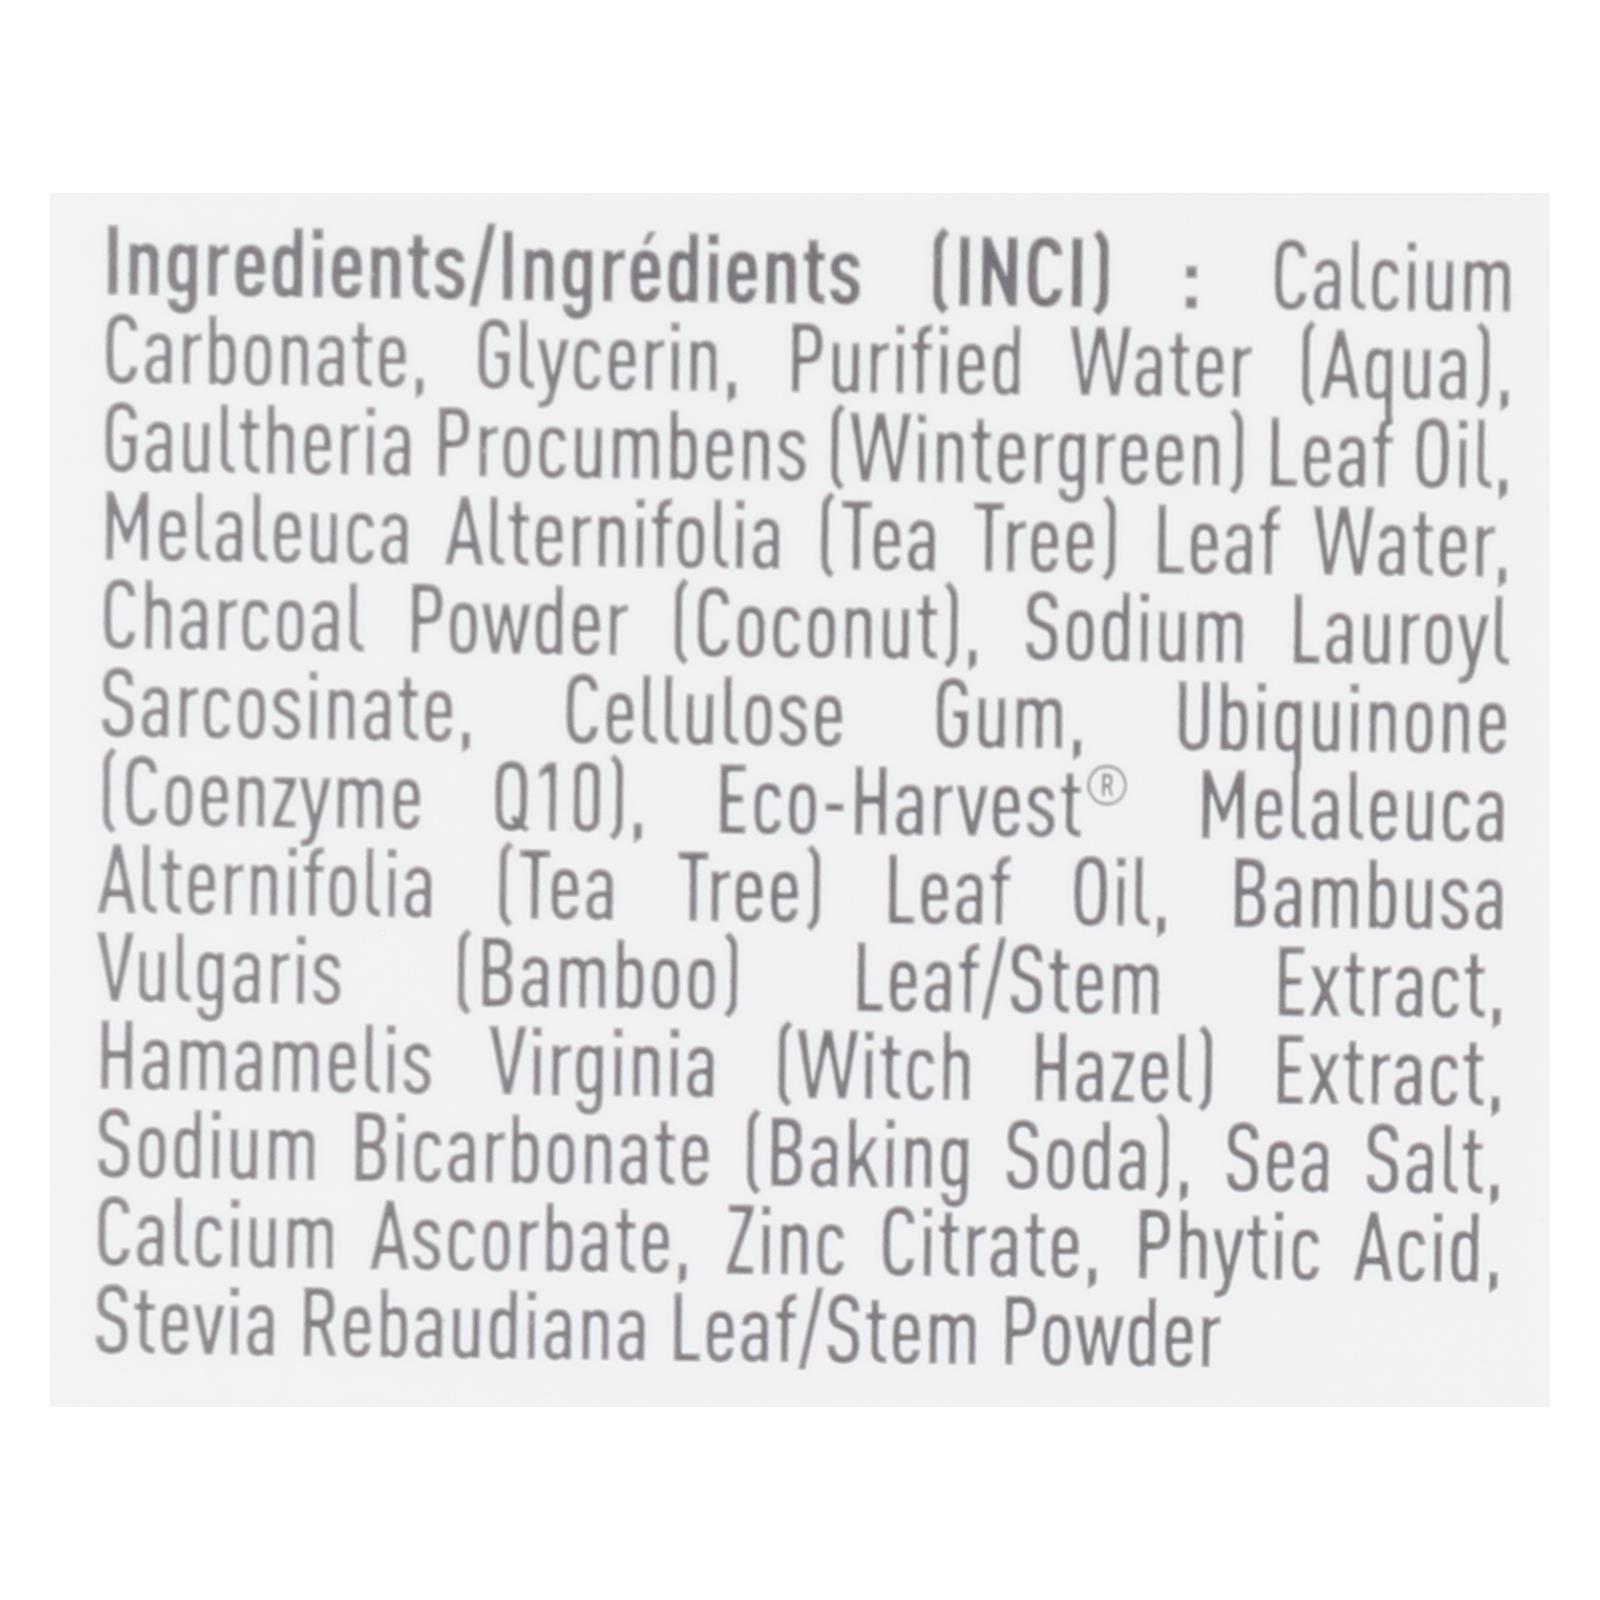 Ingredients/Ingrédients (INCI) : Calcium
Carbonate, Glycerin, Purified Water (Aqua),
Gaultheria Procumbens (Wintergreen) Leaf Oil,
Melaleuca Alternifolia (Tea Tree) Leaf Water,
Charcoal Powder (Coconut), Sodium Lauroyl
Sarcosinate, Cellulose Gum, Ubiquinone
(Coenzyme Q10), Eco-Harvest® Melaleuca
Alternifolia (Tea Tree) Leaf Oil, Bambusa
Vulgaris (Bamboo) Leaf/Stem Extract,
Hamamelis Virginia (Witch Hazel) Extract,
Sodium Bicarbonate (Baking Soda), Sea Salt,
Calcium Ascorbate, Zinc Citrate, Phytic Acid,
Stevia Rebaudiana Leaf/Stem Powder